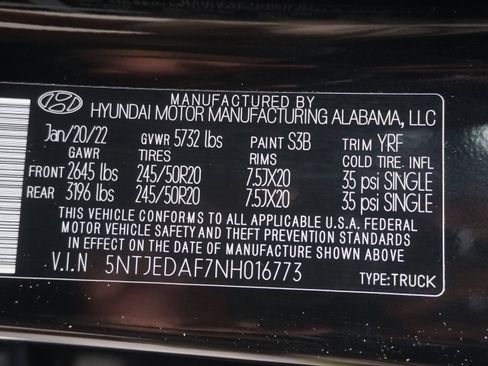 MANUFACTURED BY
HYUNDAI MOTOR MANUFACTURING ALABAMA, LLC
Jan/20/22 GVWR 5732 lbs PAINT S3B TRIM YRF
GAWR TIRES RIMS COLD TIRE. INFL
FRONT 2645 lbs 245/50R20 7.5JX20 35 psi SINGLE
REAR 3196 lbs 245/50R20 7.5JX20 35 psi SINGLE
THIS VEHICLE CONFORMS TO ALL APPLICABLE U.S.A. FEDERAL
MOTOR VEHICLE SAFETY AND THEFT PREVENTION STANDARDS
IN EFFECT ON THE DATE OF MANUFACTURE SHOWN ABOVE
V.I.N 5NTJEDAF7NH016773 TYPE:TRUCK